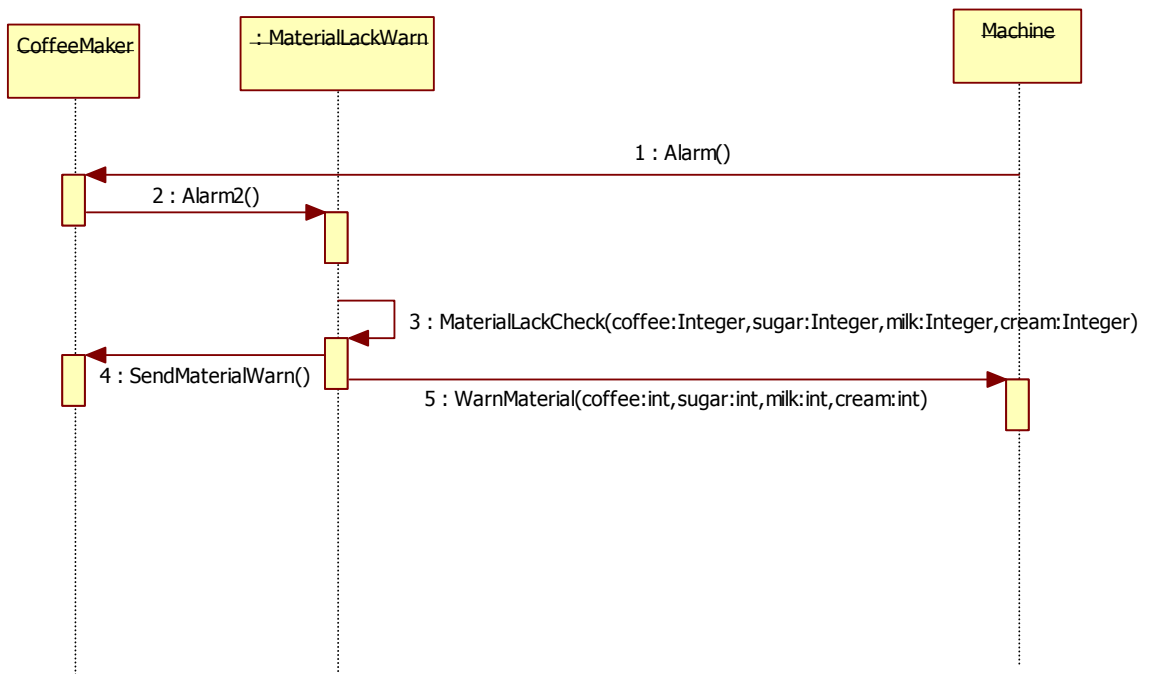 CoffeeMaker
: MaterialLackWarn
Machine
1 : Alarm()
2 : Alarm2()
3 : MaterialLackCheck(coffee:Integer,sugar:Integer,milk:Integer,cream:Integer)
4 : SendMaterialWarn()
5 : WarnMaterial(coffee:int,sugar:int,milk:int,cream:int)